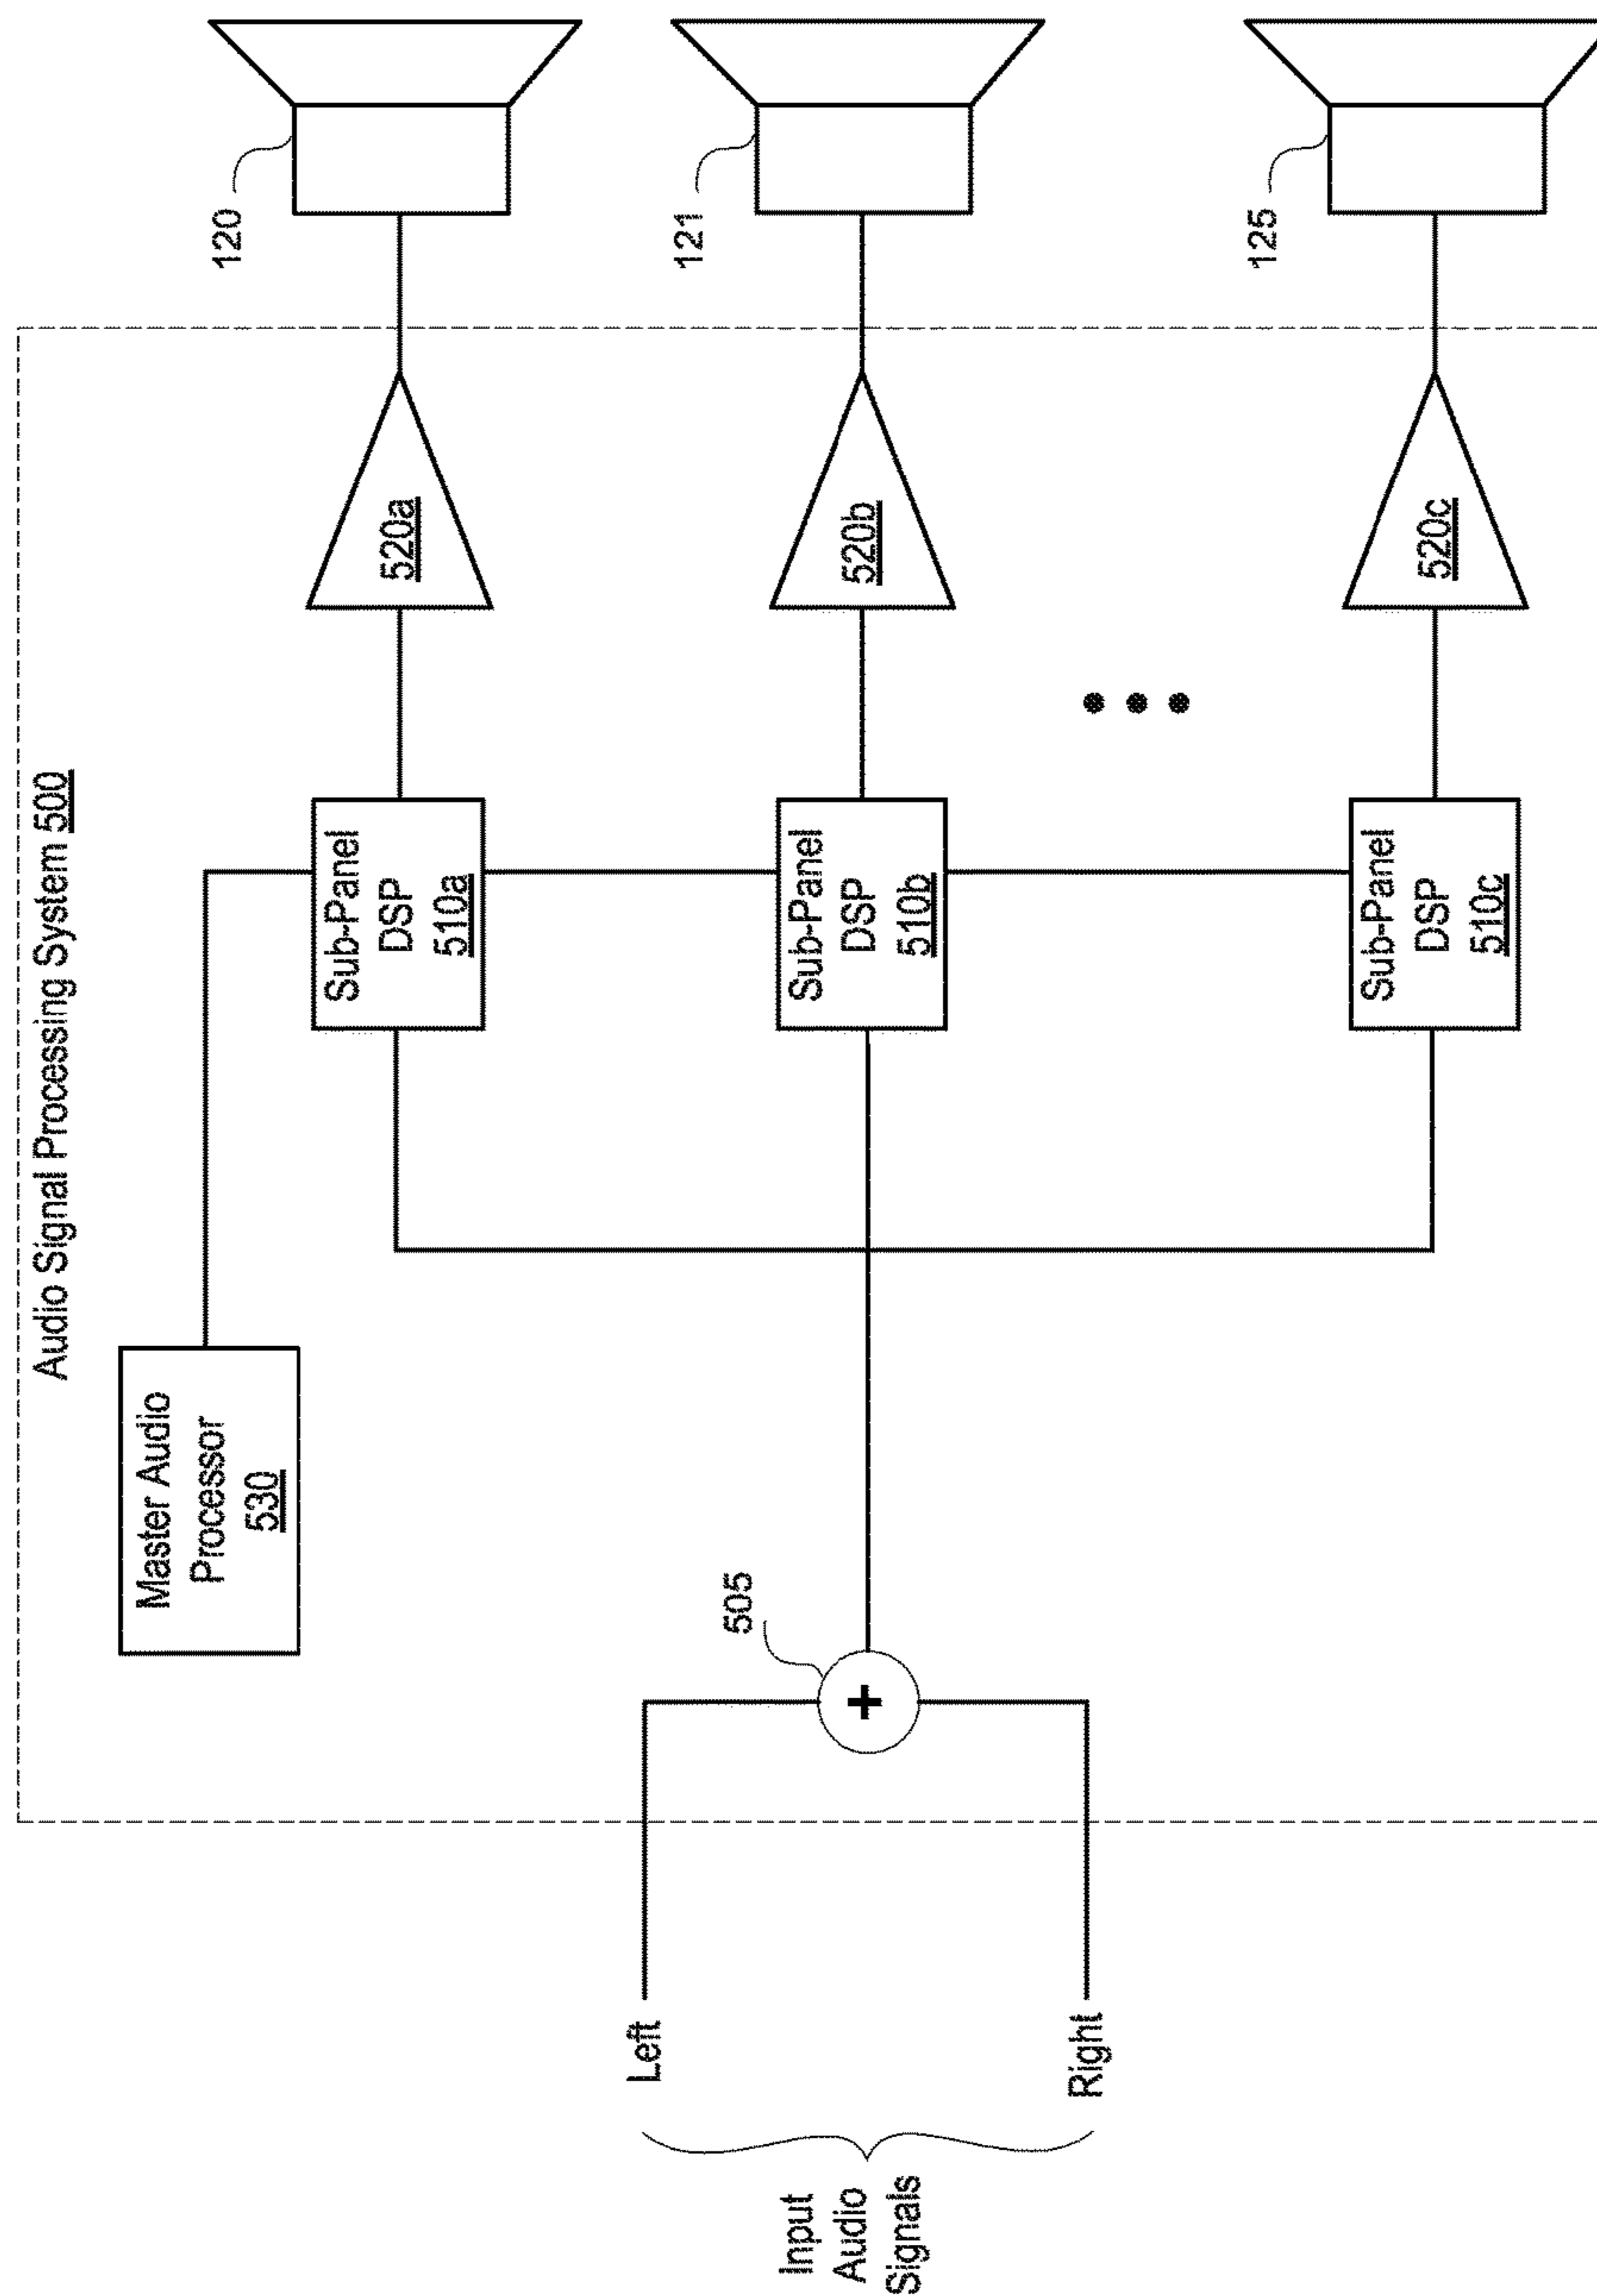 Audio Signal Processing System 500
Master Audio
Processor
530
Input
Audio
Signals
Left
Right
505
+
Sub-Panel
DSP
510a
520a
120
Sub-Panel
DSP
510b
520b
121
Sub-Panel
DSP
510c
520c
125